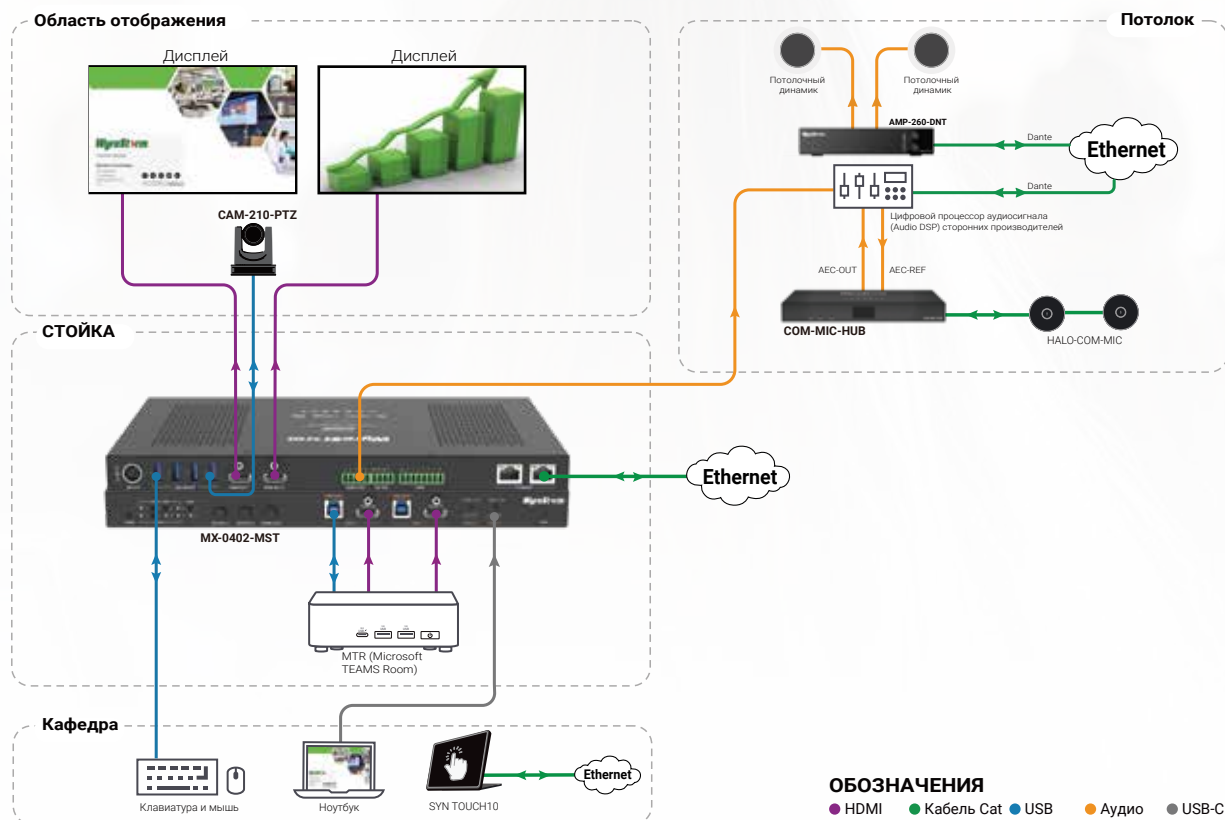 Область отображения
Дисплей
Дисплей
WyreStorm
CAM-210-PTZ
Потолок
Потолочный
динамик
Потолочный
динамик
AMP-260-DNT
Dante
Ethernet
Dante
Цифровой процессор аудиосигнала
(Audio DSP) сторонних производителей
AEC-OUT
AEC-REF
COM-MIC-HUB
HALO-COM-MIC
СТОЙКА
Ethernet
WyreStorm
MX-0402-MST
MTR (Microsoft
TEAMS Room)
Кафедра
Клавиатура и мышь
Ноутбук
SYN TOUCH10
Ethernet
ОБОЗНАЧЕНИЯ
HDMI Кабель Cat USB Аудио USB-C